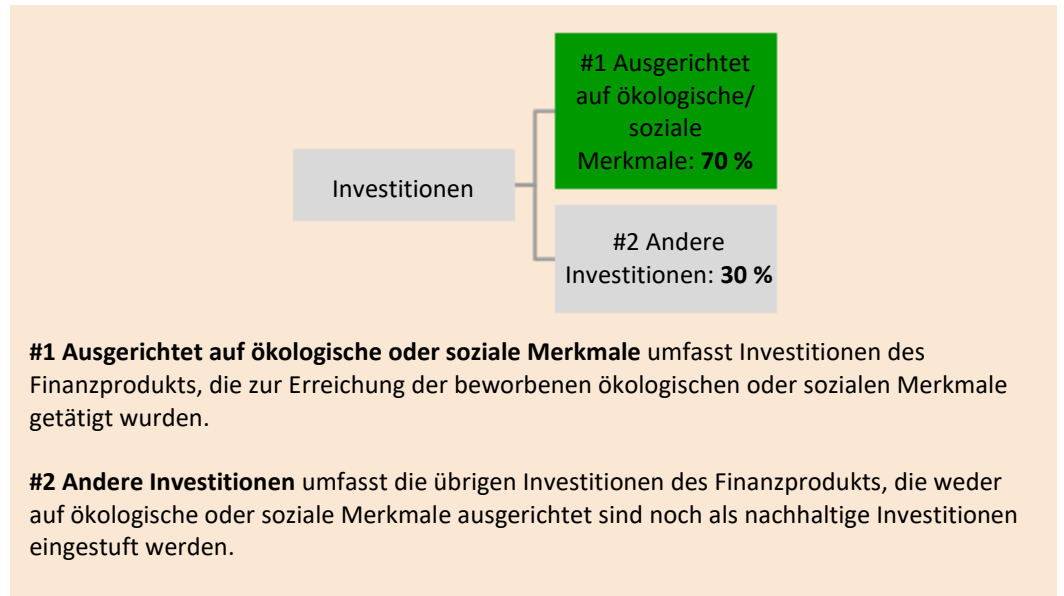 #1 Ausgerichtet
auf ökologische/
soziale
Merkmale: 70 %
Investitionen
#2 Andere
Investitionen: 30 %
#1 Ausgerichtet auf ökologische oder soziale Merkmale umfasst Investitionen des
Finanzprodukts, die zur Erreichung der beworbenen ökologischen oder sozialen Merkmale
getätigt wurden.
#2 Andere Investitionen umfasst die übrigen Investitionen des Finanzprodukts, die weder
auf ökologische oder soziale Merkmale ausgerichtet sind noch als nachhaltige Investitionen
eingestuft werden.